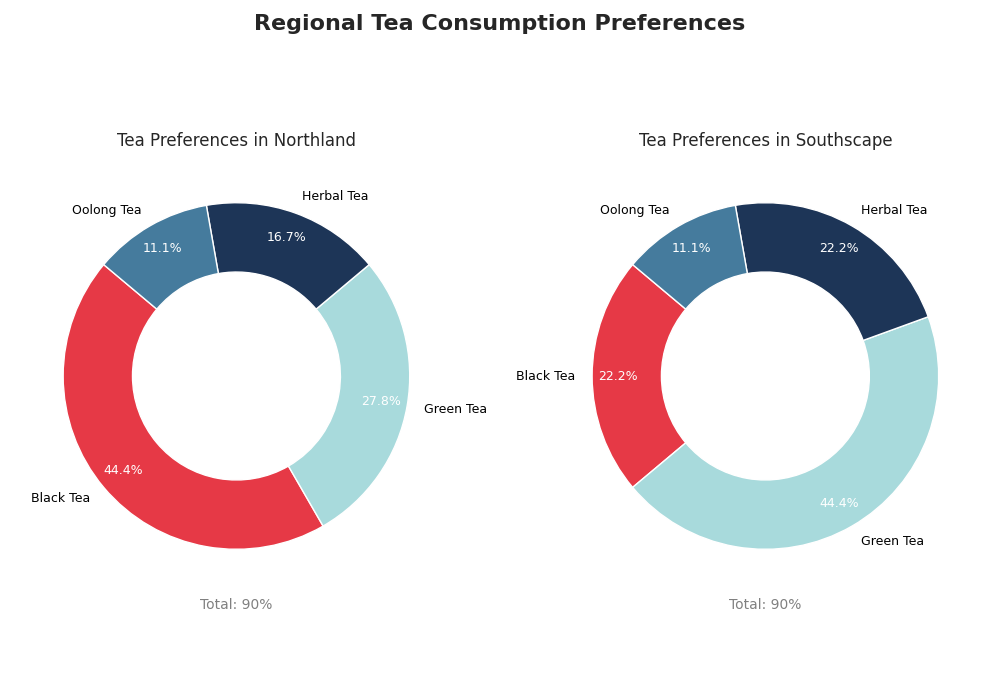 Regional Tea Consumption Preferences
Tea Preferences in Northland
Herbal Tea
Oolong Tea
16.7%
11.1%
27.8%
Green Tea
44.4%
Black Tea
Total: 90%
Tea Preferences in Southscape
Oolong Tea
Herbal Tea
11.1%
22.2%
Black Tea
22.2%
44.4%
Green Tea
Total: 90%